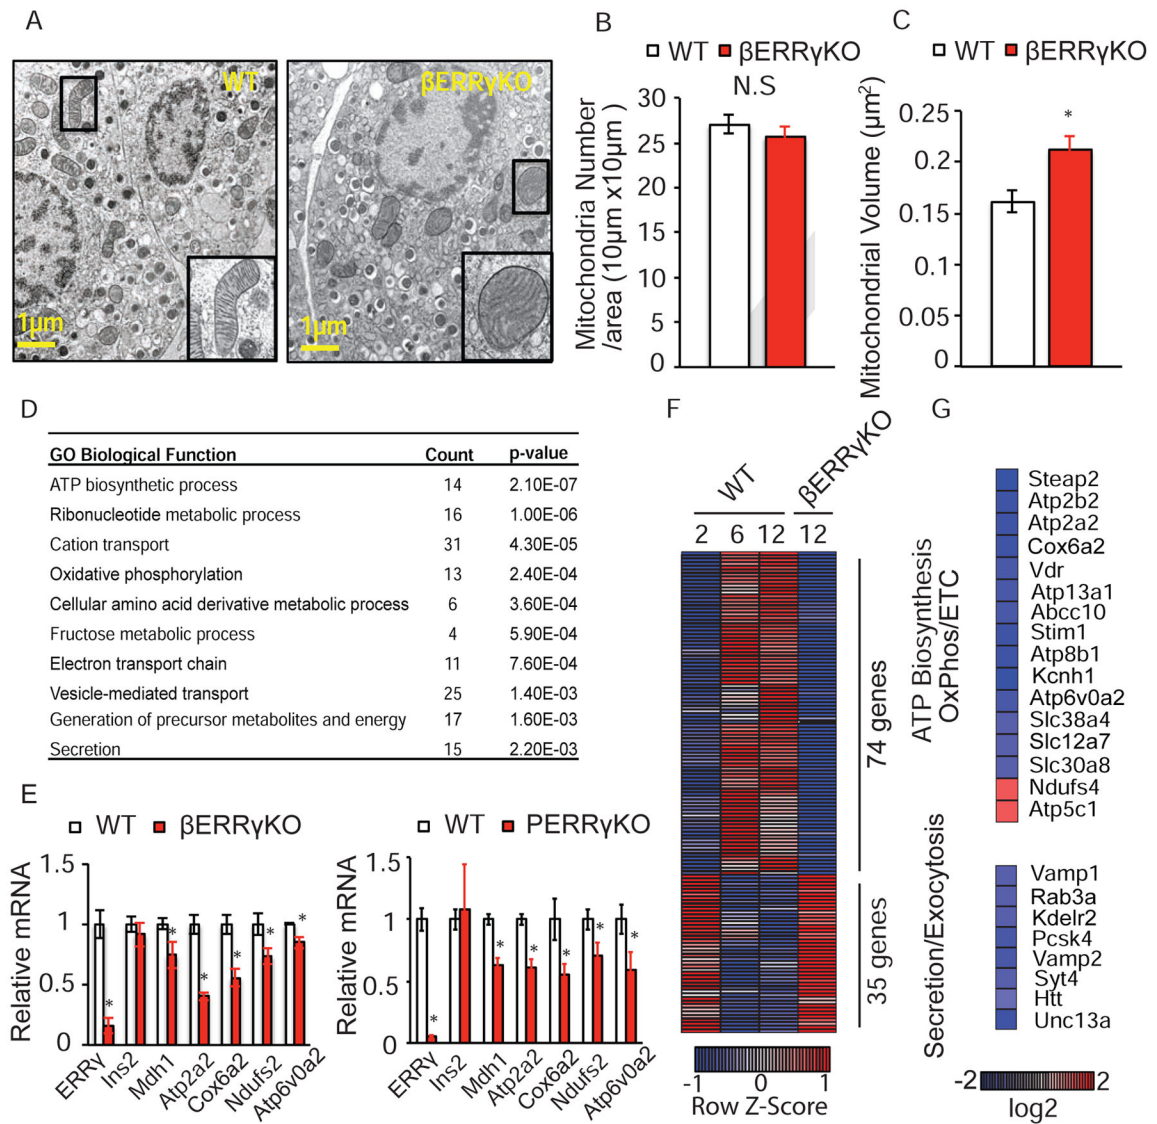 A
WT
1µm
βERRγKO
1µm
B
WT βERRγKO
N.S
Mitochondria Number
/area (10µm x10µm )
30
25
20
15
10
5
0
C
WT βERRγKO
*
Mitochondrial Volume (µm²)
0.25
0.2
0.15
0.1
0.05
0
D
GO Biological Function Count p-value
ATP biosynthetic process 14 2.10E-07
Ribonucleotide metabolic process 16 1.00E-06
Cation transport 31 4.30E-05
Oxidative phosphorylation 13 2.40E-04
Cellular amino acid derivative metabolic process 6 3.60E-04
Fructose metabolic process 4 5.90E-04
Electron transport chain 11 7.60E-04
Vesicle-mediated transport 25 1.40E-03
Generation of precursor metabolites and energy 17 1.60E-03
Secretion 15 2.20E-03
E
WT βERRγKO
Relative mRNA
1.5
1
0.5
0
* * * * * *
ERRγ Ins2 Mdh1 Atp2a2 Cox6a2 Ndufs2 Atp6v0a2
WT PERRγKO
Relative mRNA
1.5
1
0.5
0
* * * * * *
ERRγ Ins2 Mdh1 Atp2a2 Cox6a2 Ndufs2 Atp6v0a2
F
WT βERRγKO
2 6 12 12
74 genes
35 genes
-1 0 1
Row Z-Score
G
ATP Biosynthesis
OxPhos/ETC
Steap2
Atp2b2
Atp2a2
Cox6a2
Vdr
Atp13a1
Abcc10
Stim1
Atp8b1
Kcnh1
Atp6v0a2
Slc38a4
Slc12a7
Slc30a8
Ndufs4
Atp5c1
Secretion/Exocytosis
Vamp1
Rab3a
Kdelr2
Pcsk4
Vamp2
Syt4
Htt
Unc13a
-2 2
log2